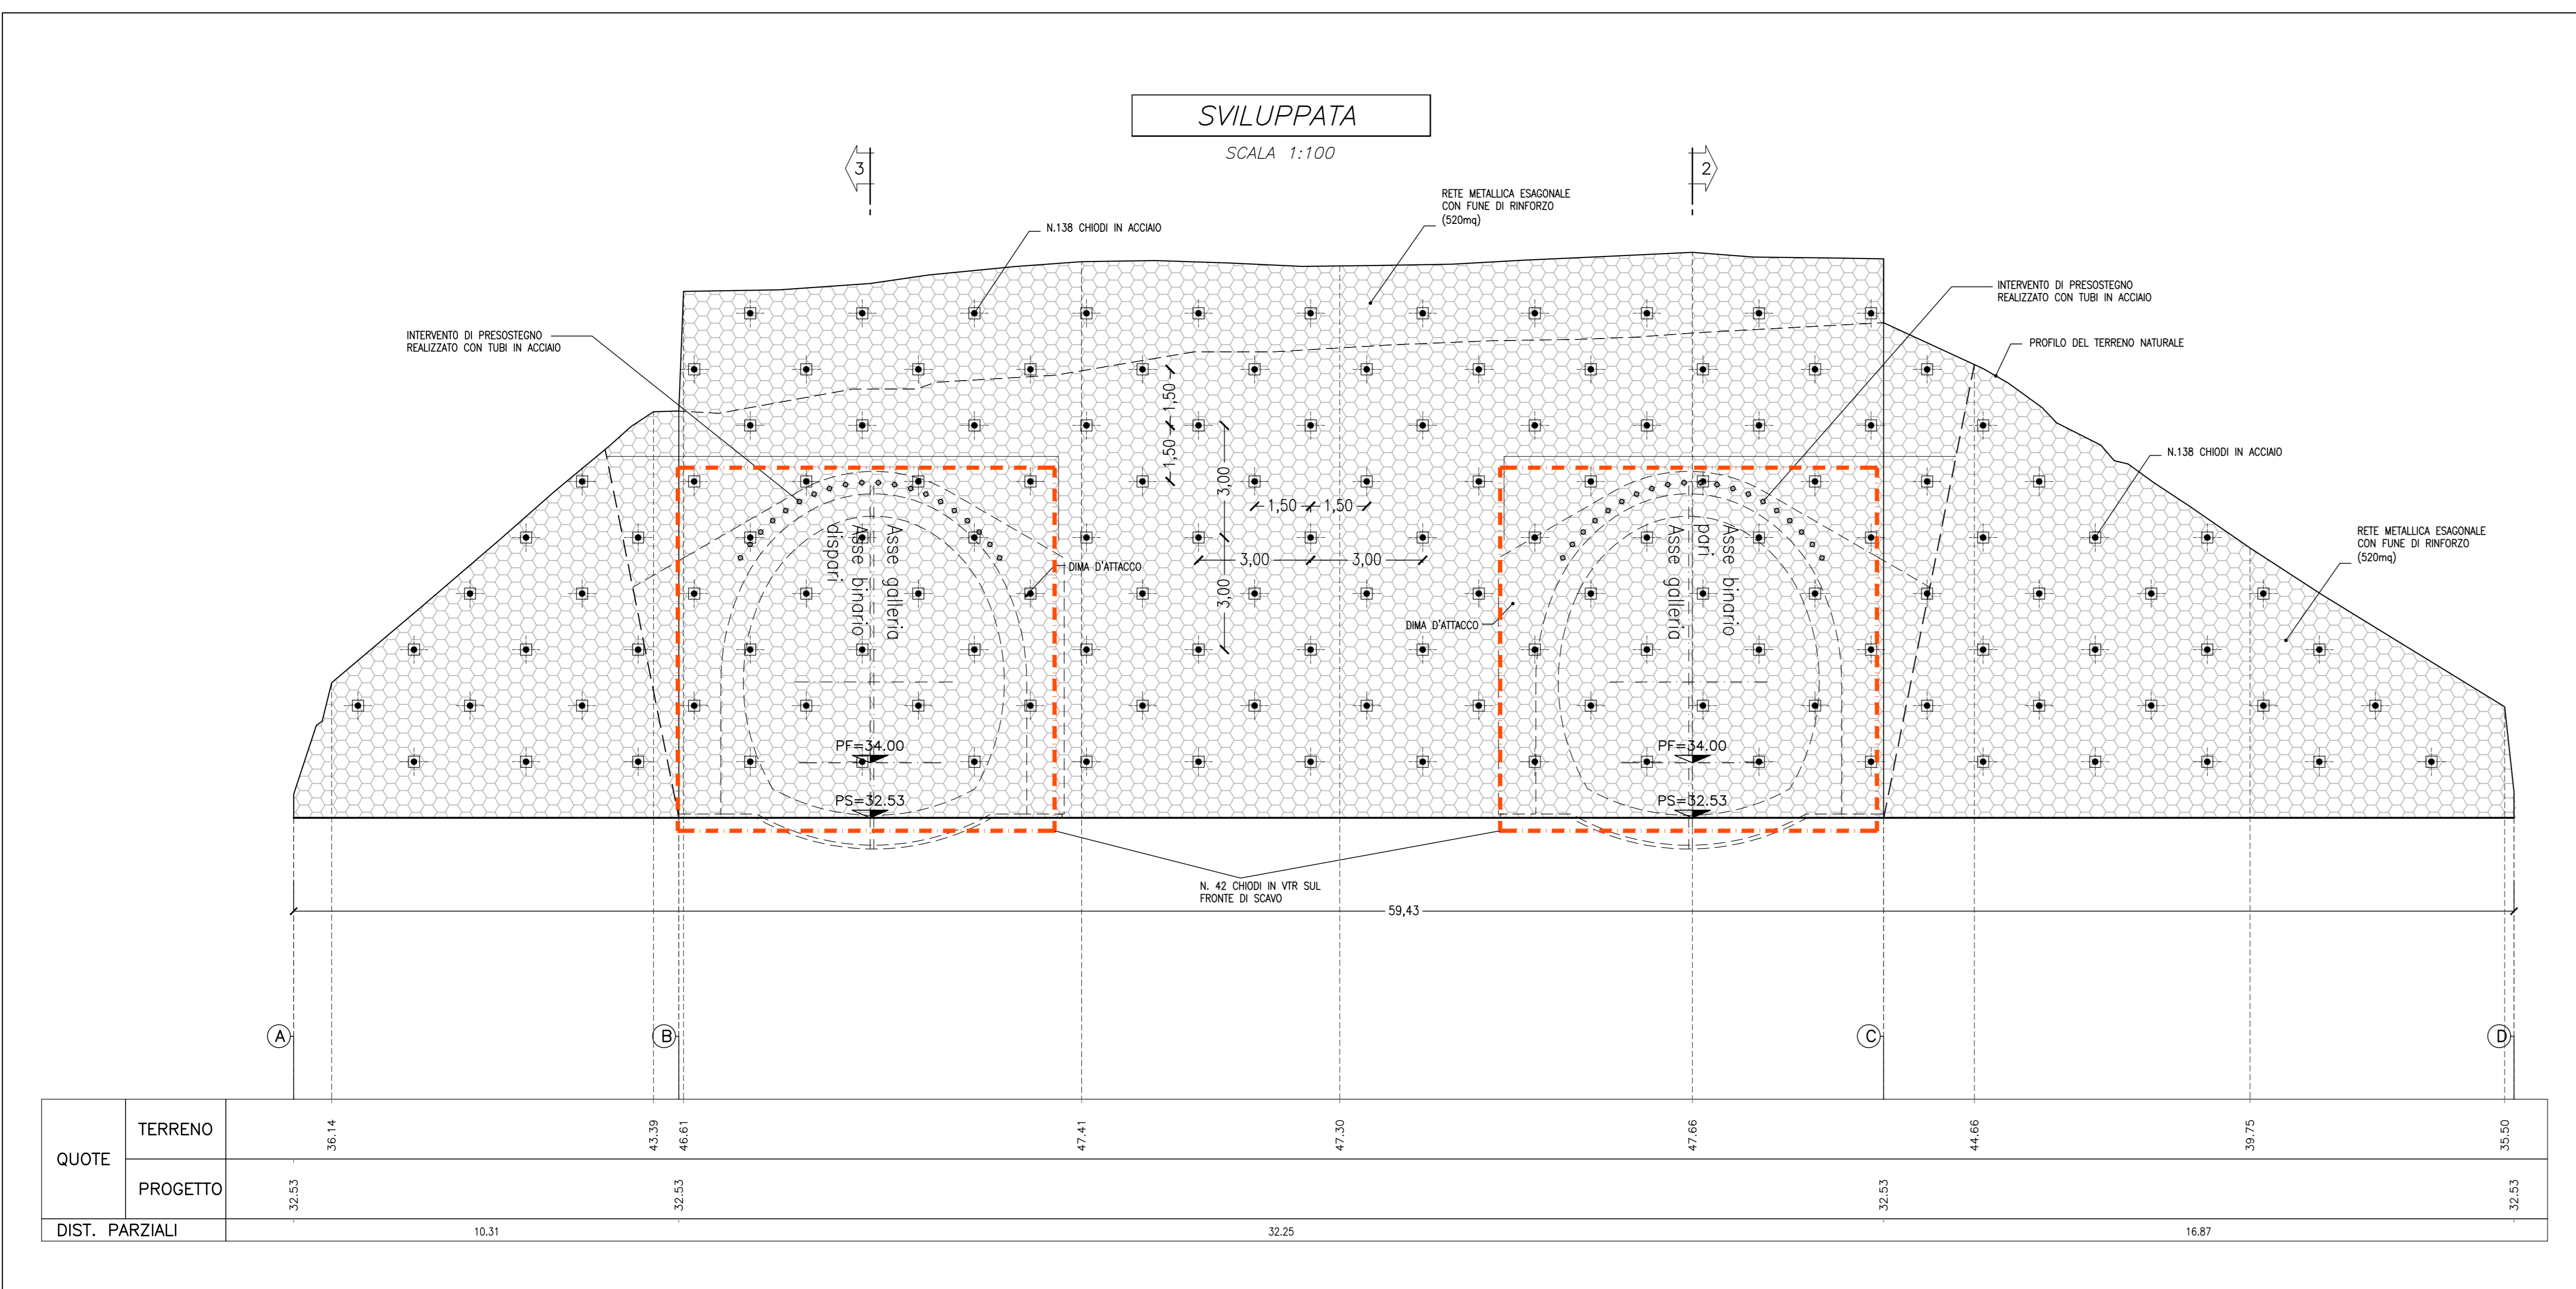 SVILUPPATA
SCALA 1:100
3
2
RETE METALLICA ESAGONALE
CON FUNE DI RINFORZO
(520mq)
N.138 CHIODI IN ACCIAIO
INTERVENTO DI PRESOSTEGNO
REALIZZATO CON TUBI IN ACCIAIO
INTERVENTO DI PRESOSTEGNO
REALIZZATO CON TUBI IN ACCIAIO
PROFILO DEL TERRENO NATURALE
N.138 CHIODI IN ACCIAIO
RETE METALLICA ESAGONALE
CON FUNE DI RINFORZO
(520mq)
1,50
1,50
3,00
3,00
1,50
1,50
3,00
3,00
Asse galleria
Asse binario
dispari
DIMA D'ATTACCO
Asse binario
pari
Asse galleria
DIMA D'ATTACCO
PF=34.00
PS=32.53
PF=34.00
PS=32.53
N. 42 CHIODI IN VTR SUL
FRONTE DI SCAVO
59,43
A
B
C
D
QUOTE
TERRENO
36.14
43.39
46.61
47.41
47.30
47.66
44.66
39.75
35.50
PROGETTO
32.53
32.53
32.53
32.53
DIST. PARZIALI
10.31
32.25
16.87